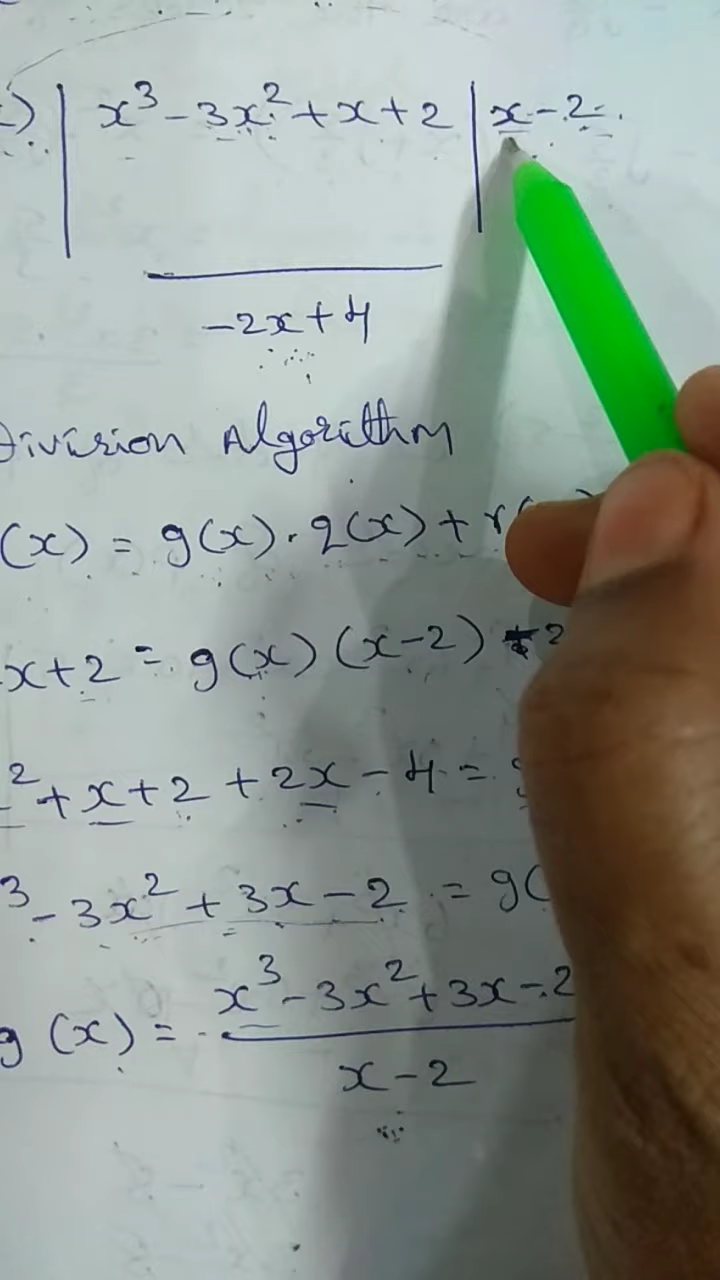 x) | x³ - 3x² + x + 2 | x - 2
-2x + 4
Division Algorithm
(x) = g(x) · q(x) + r(
x + 2 = g(x) (x - 2) + 2
² + x + 2 + 2x - 4 = g
³ - 3x² + 3x - 2 = g(
g(x) = x³ - 3x² + 3x - 2
x - 2